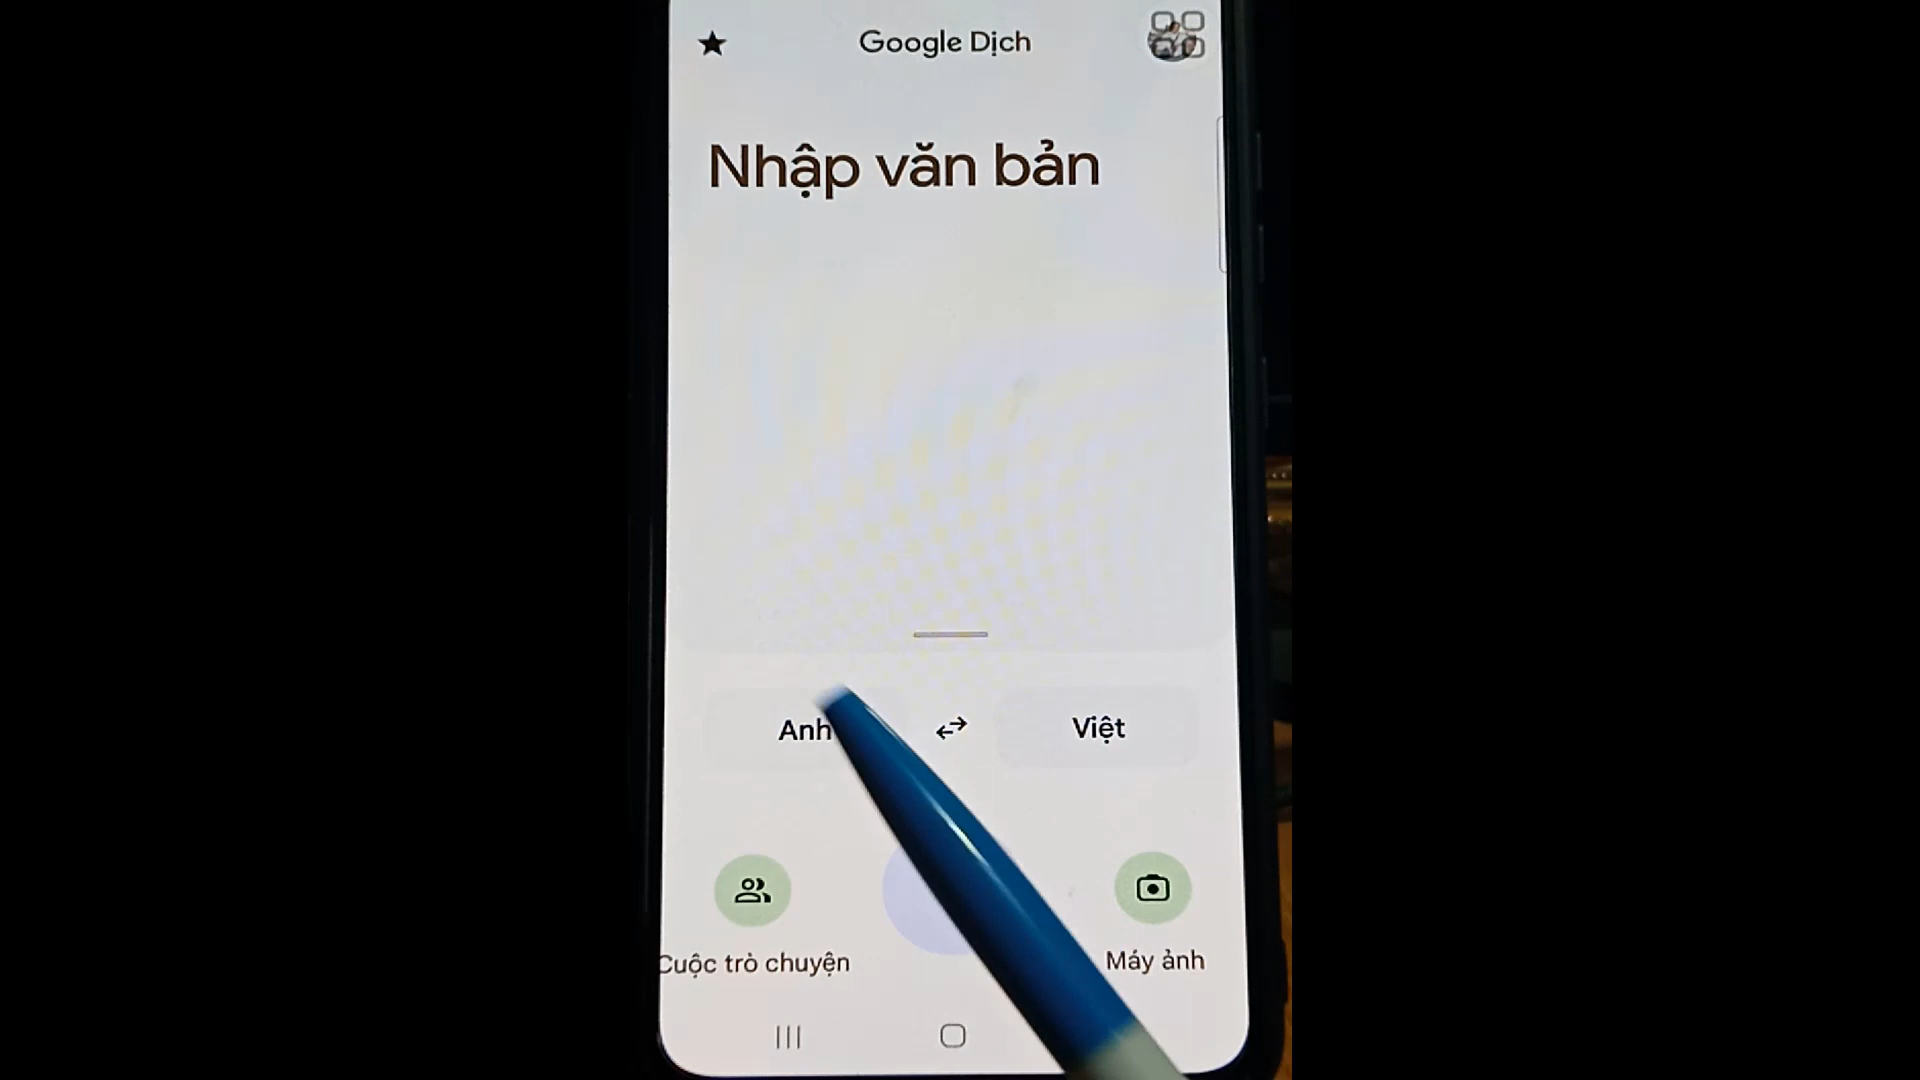 Google Dịch
Nhập văn bản
Anh
Việt
Cuộc trò chuyện
Máy ảnh